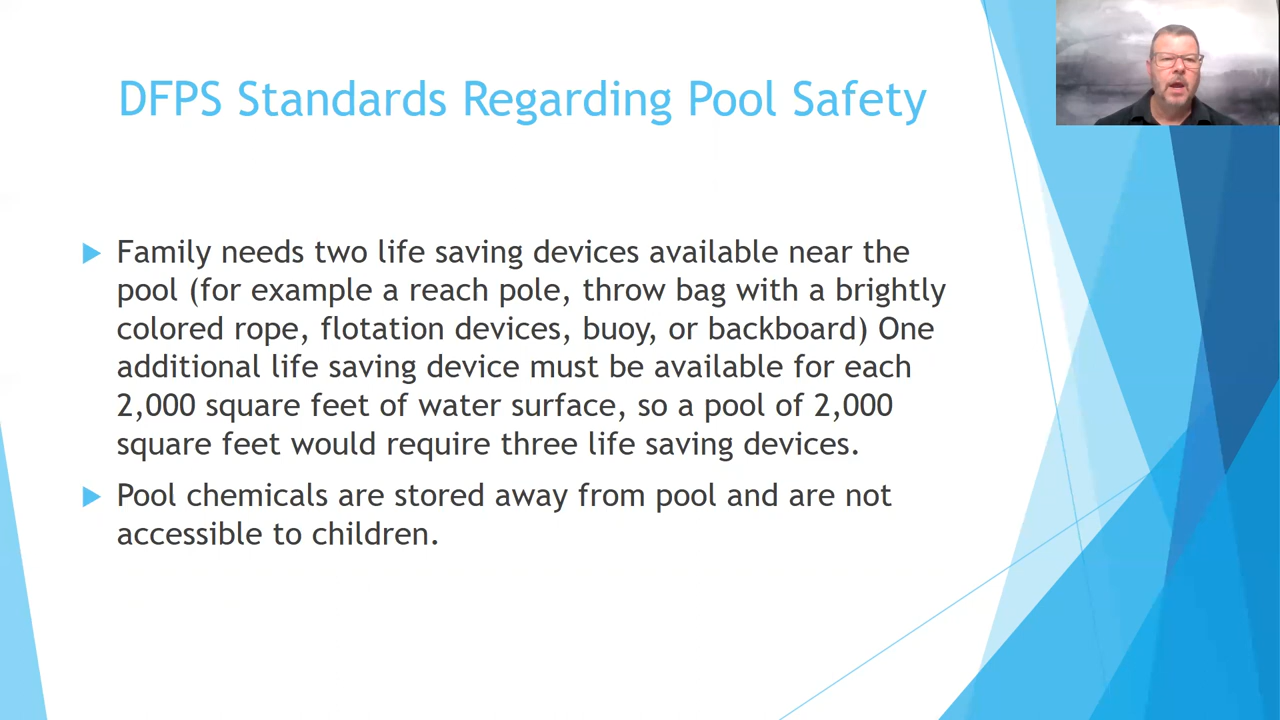 DFPS Standards Regarding Pool Safety
Family needs two life saving devices available near the
pool (for example a reach pole, throw bag with a brightly
colored rope, flotation devices, buoy, or backboard) One
additional life saving device must be available for each
2,000 square feet of water surface, so a pool of 2,000
square feet would require three life saving devices.
Pool chemicals are stored away from pool and are not
accessible to children.